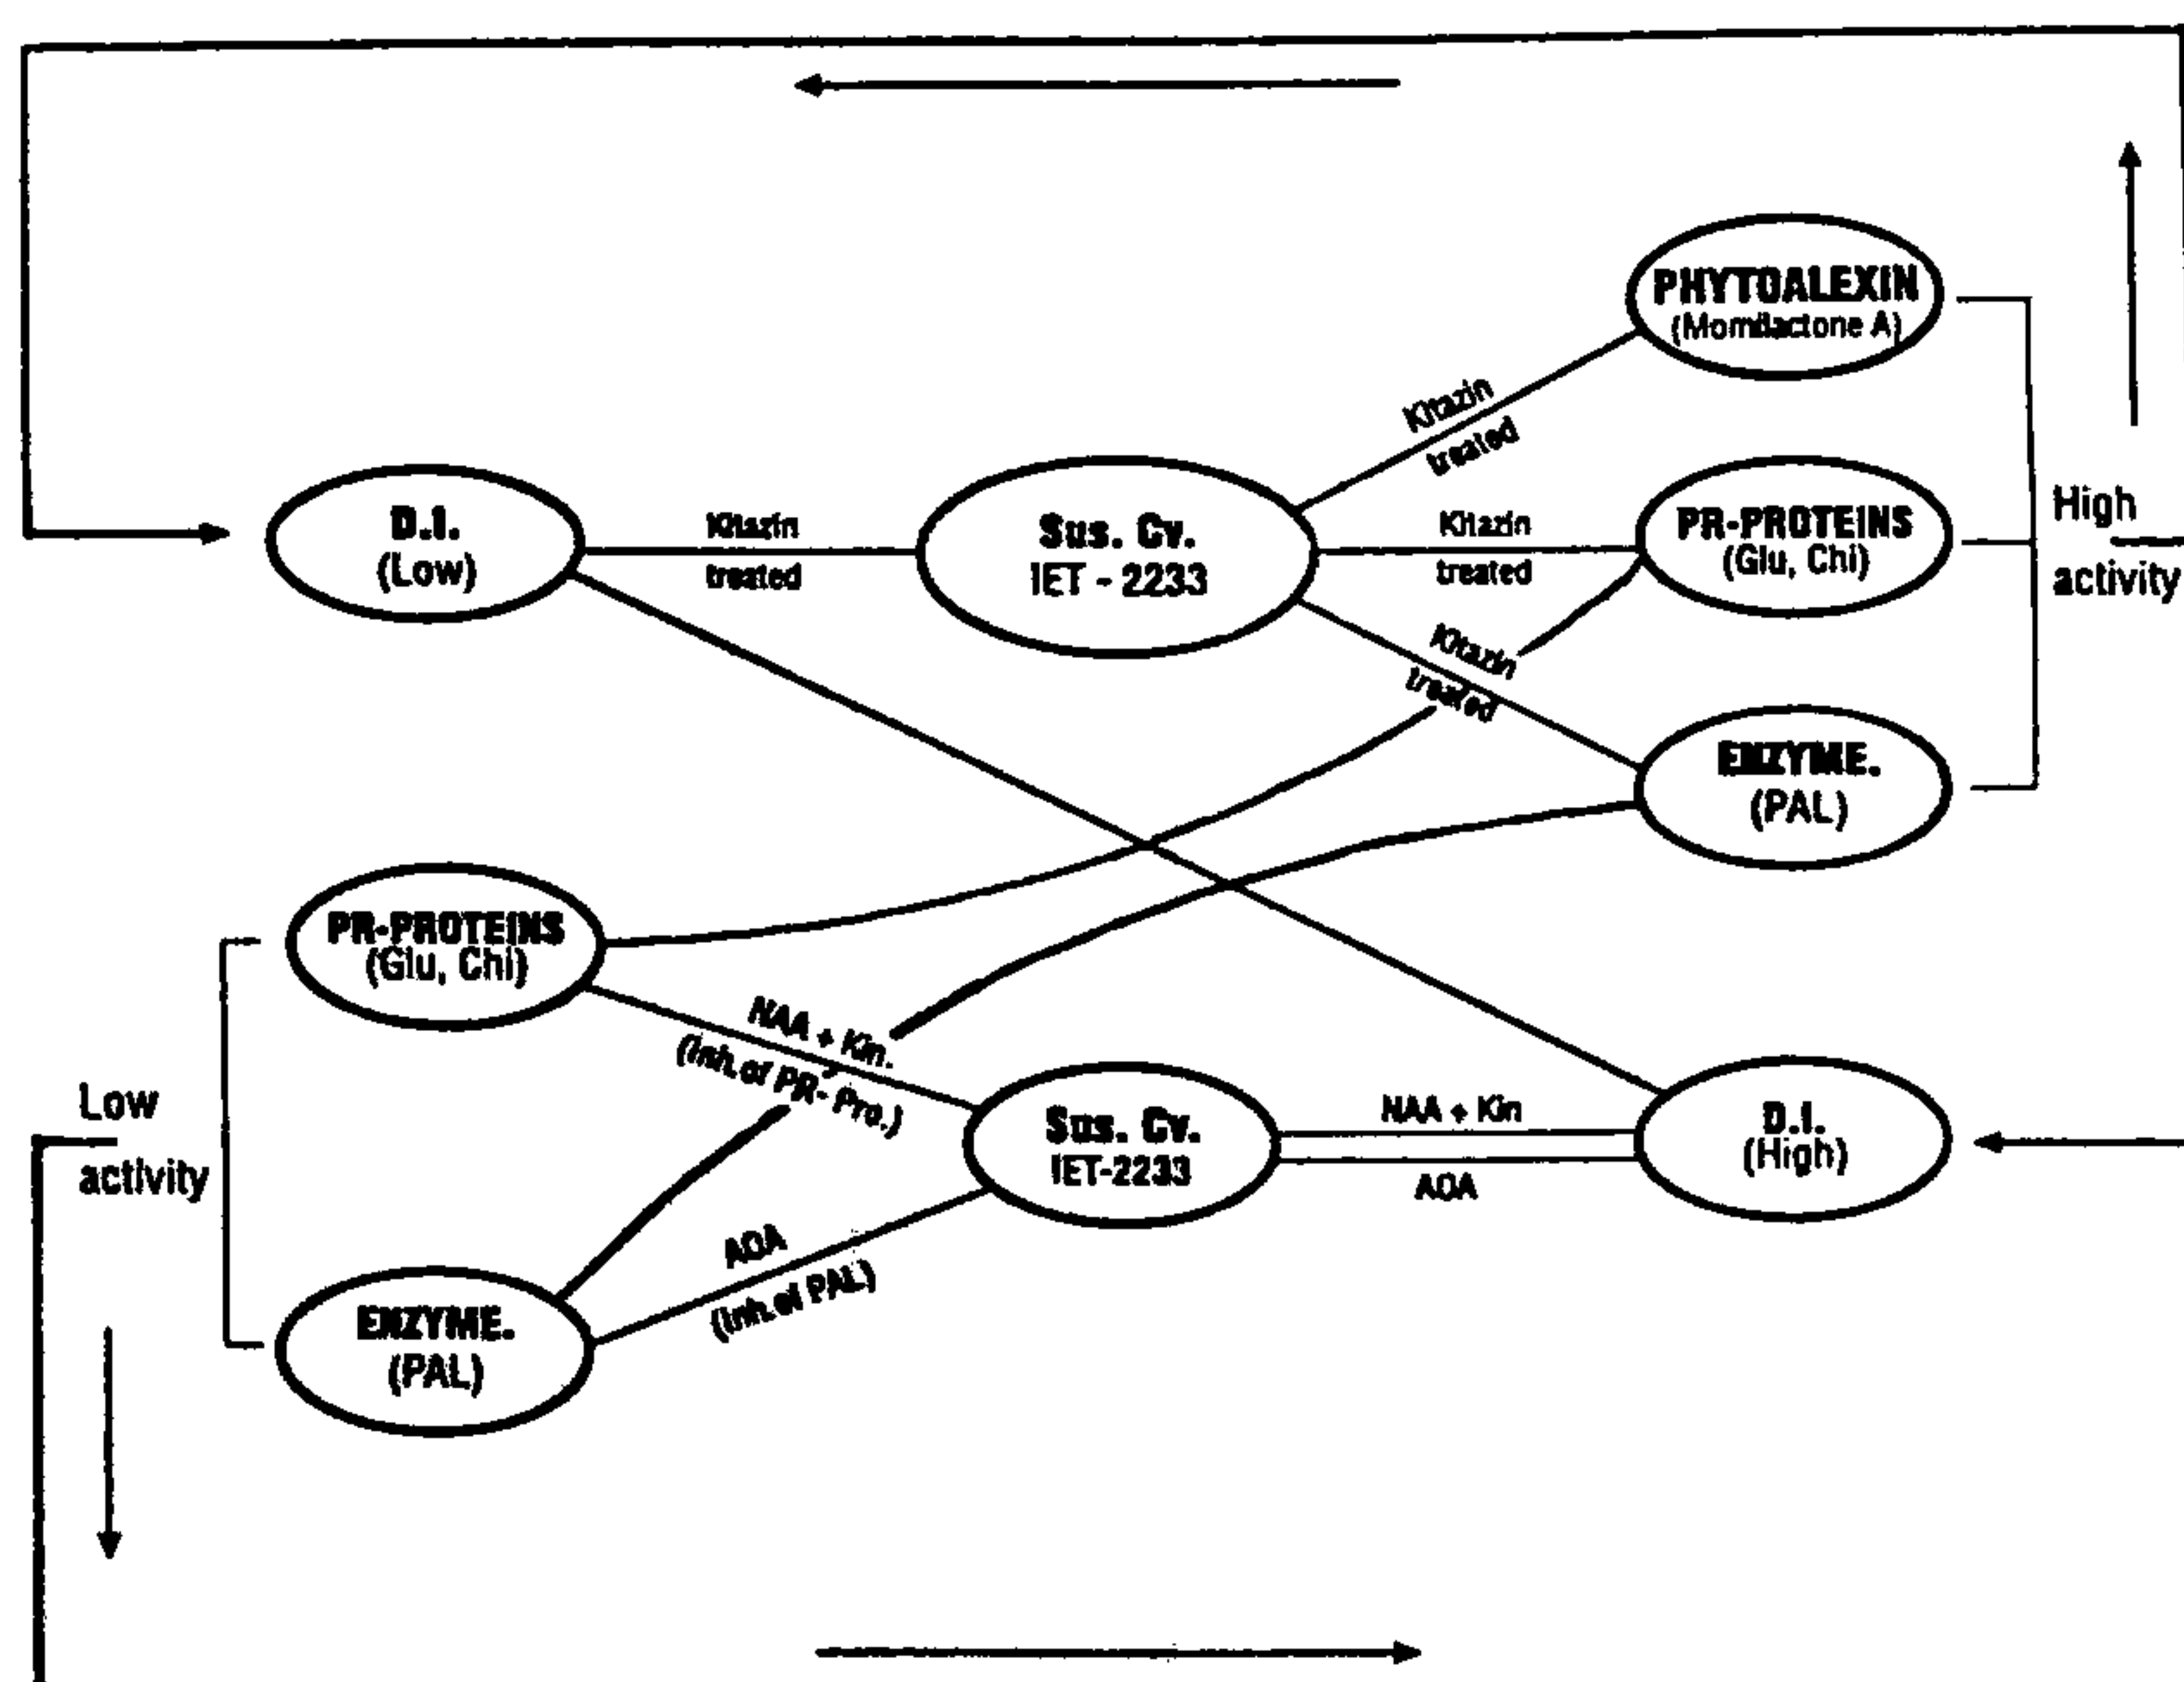 PHYTOALEXIN
(Momilactone A)
Kitazin
treated
D.I.
(Low)
Kitazin
treated
Sus. Cv.
IET - 2233
Kitazin
treated
PR-PROTEINS
(Glu, Chi)
High
activity
Kitazin
treated
ENZYME.
(PAL)
PR-PROTEINS
(Glu, Chi)
NAA + Kin.
(Inh. of PR- Pro.)
Low
activity
Sus. Cv.
IET-2233
NAA + Kin
AOA
D.I.
(High)
AOA
(Inh. of PAL)
ENZYME.
(PAL)